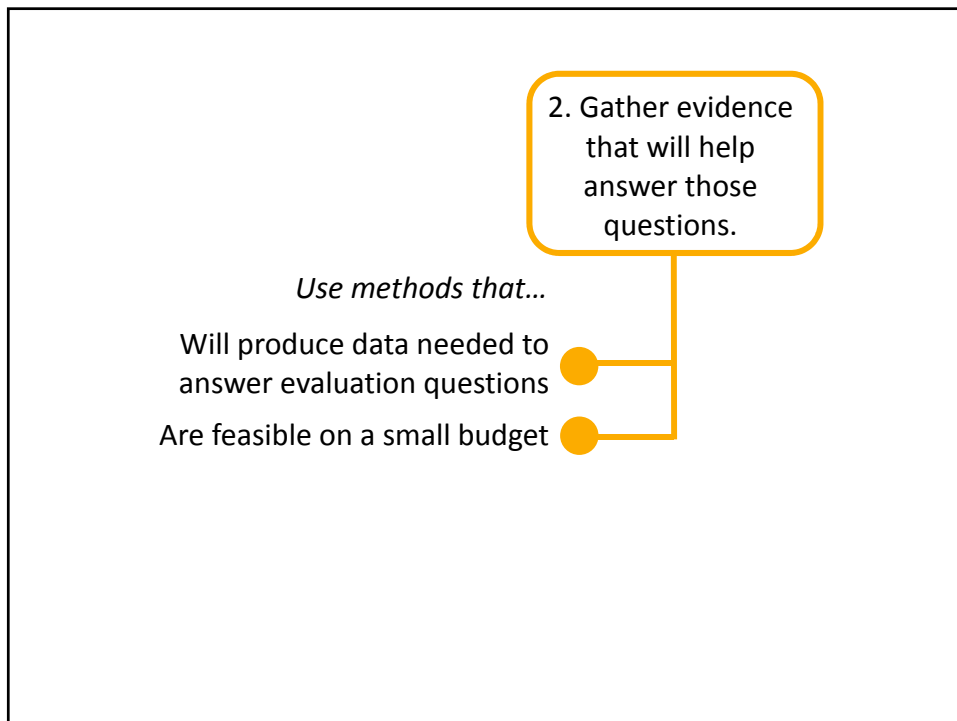 2. Gather evidence
that will help
answer those
questions.
Use methods that…
Will produce data needed to
answer evaluation questions
Are feasible on a small budget